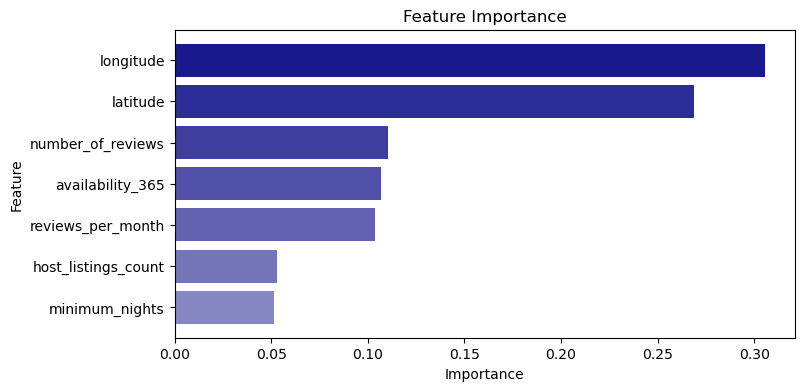 Feature Importance
longitude
latitude
number_of_reviews
availability_365
reviews_per_month
host_listings_count
minimum_nights
Feature
0.00 0.05 0.10 0.15 0.20 0.25 0.30
Importance